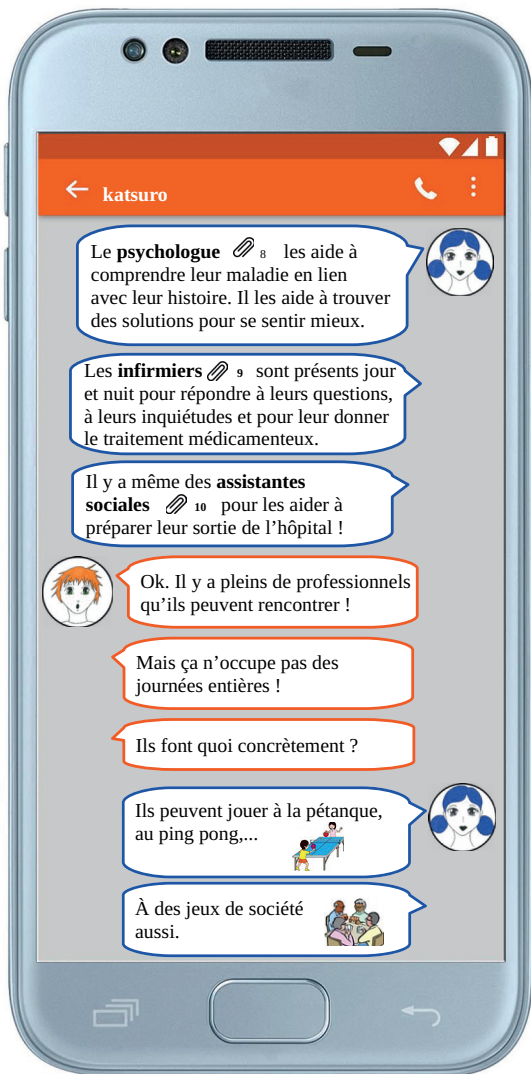 katsuro
Le psychologue 8 les aide à
comprendre leur maladie en lien
avec leur histoire. Il les aide à trouver
des solutions pour se sentir mieux.
Les infirmiers 9 sont présents jour
et nuit pour répondre à leurs questions,
à leurs inquiétudes et pour leur donner
le traitement médicamenteux.
Il y a même des assistantes
sociales 10 pour les aider à
préparer leur sortie de l’hôpital !
Ok. Il y a pleins de professionnels
qu’ils peuvent rencontrer !
Mais ça n’occupe pas des
journées entières !
Ils font quoi concrètement ?
Ils peuvent jouer à la pétanque,
au ping pong,...
À des jeux de société
aussi.